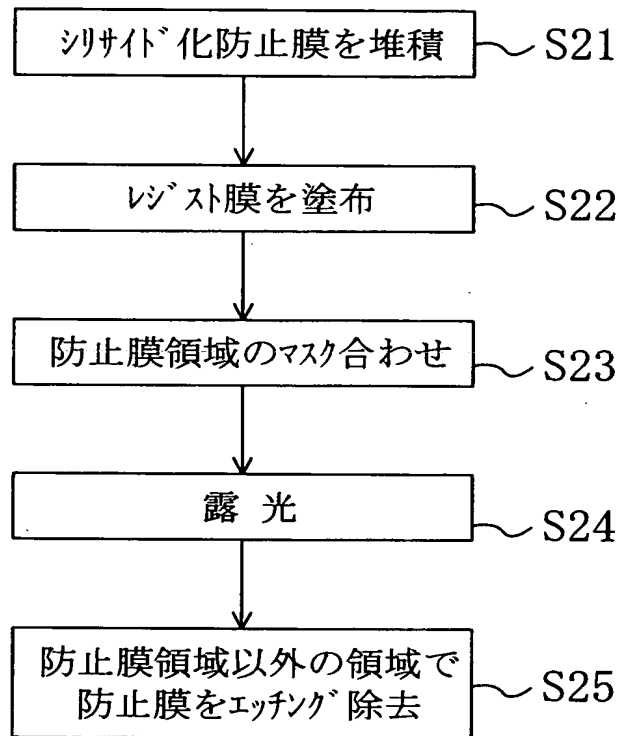 シリサイド化防止膜を堆積
S21
レジスト膜を塗布
S22
防止膜領域のマスク合わせ
S23
露 光
S24
防止膜領域以外の領域で
防止膜をエッチング除去
S25